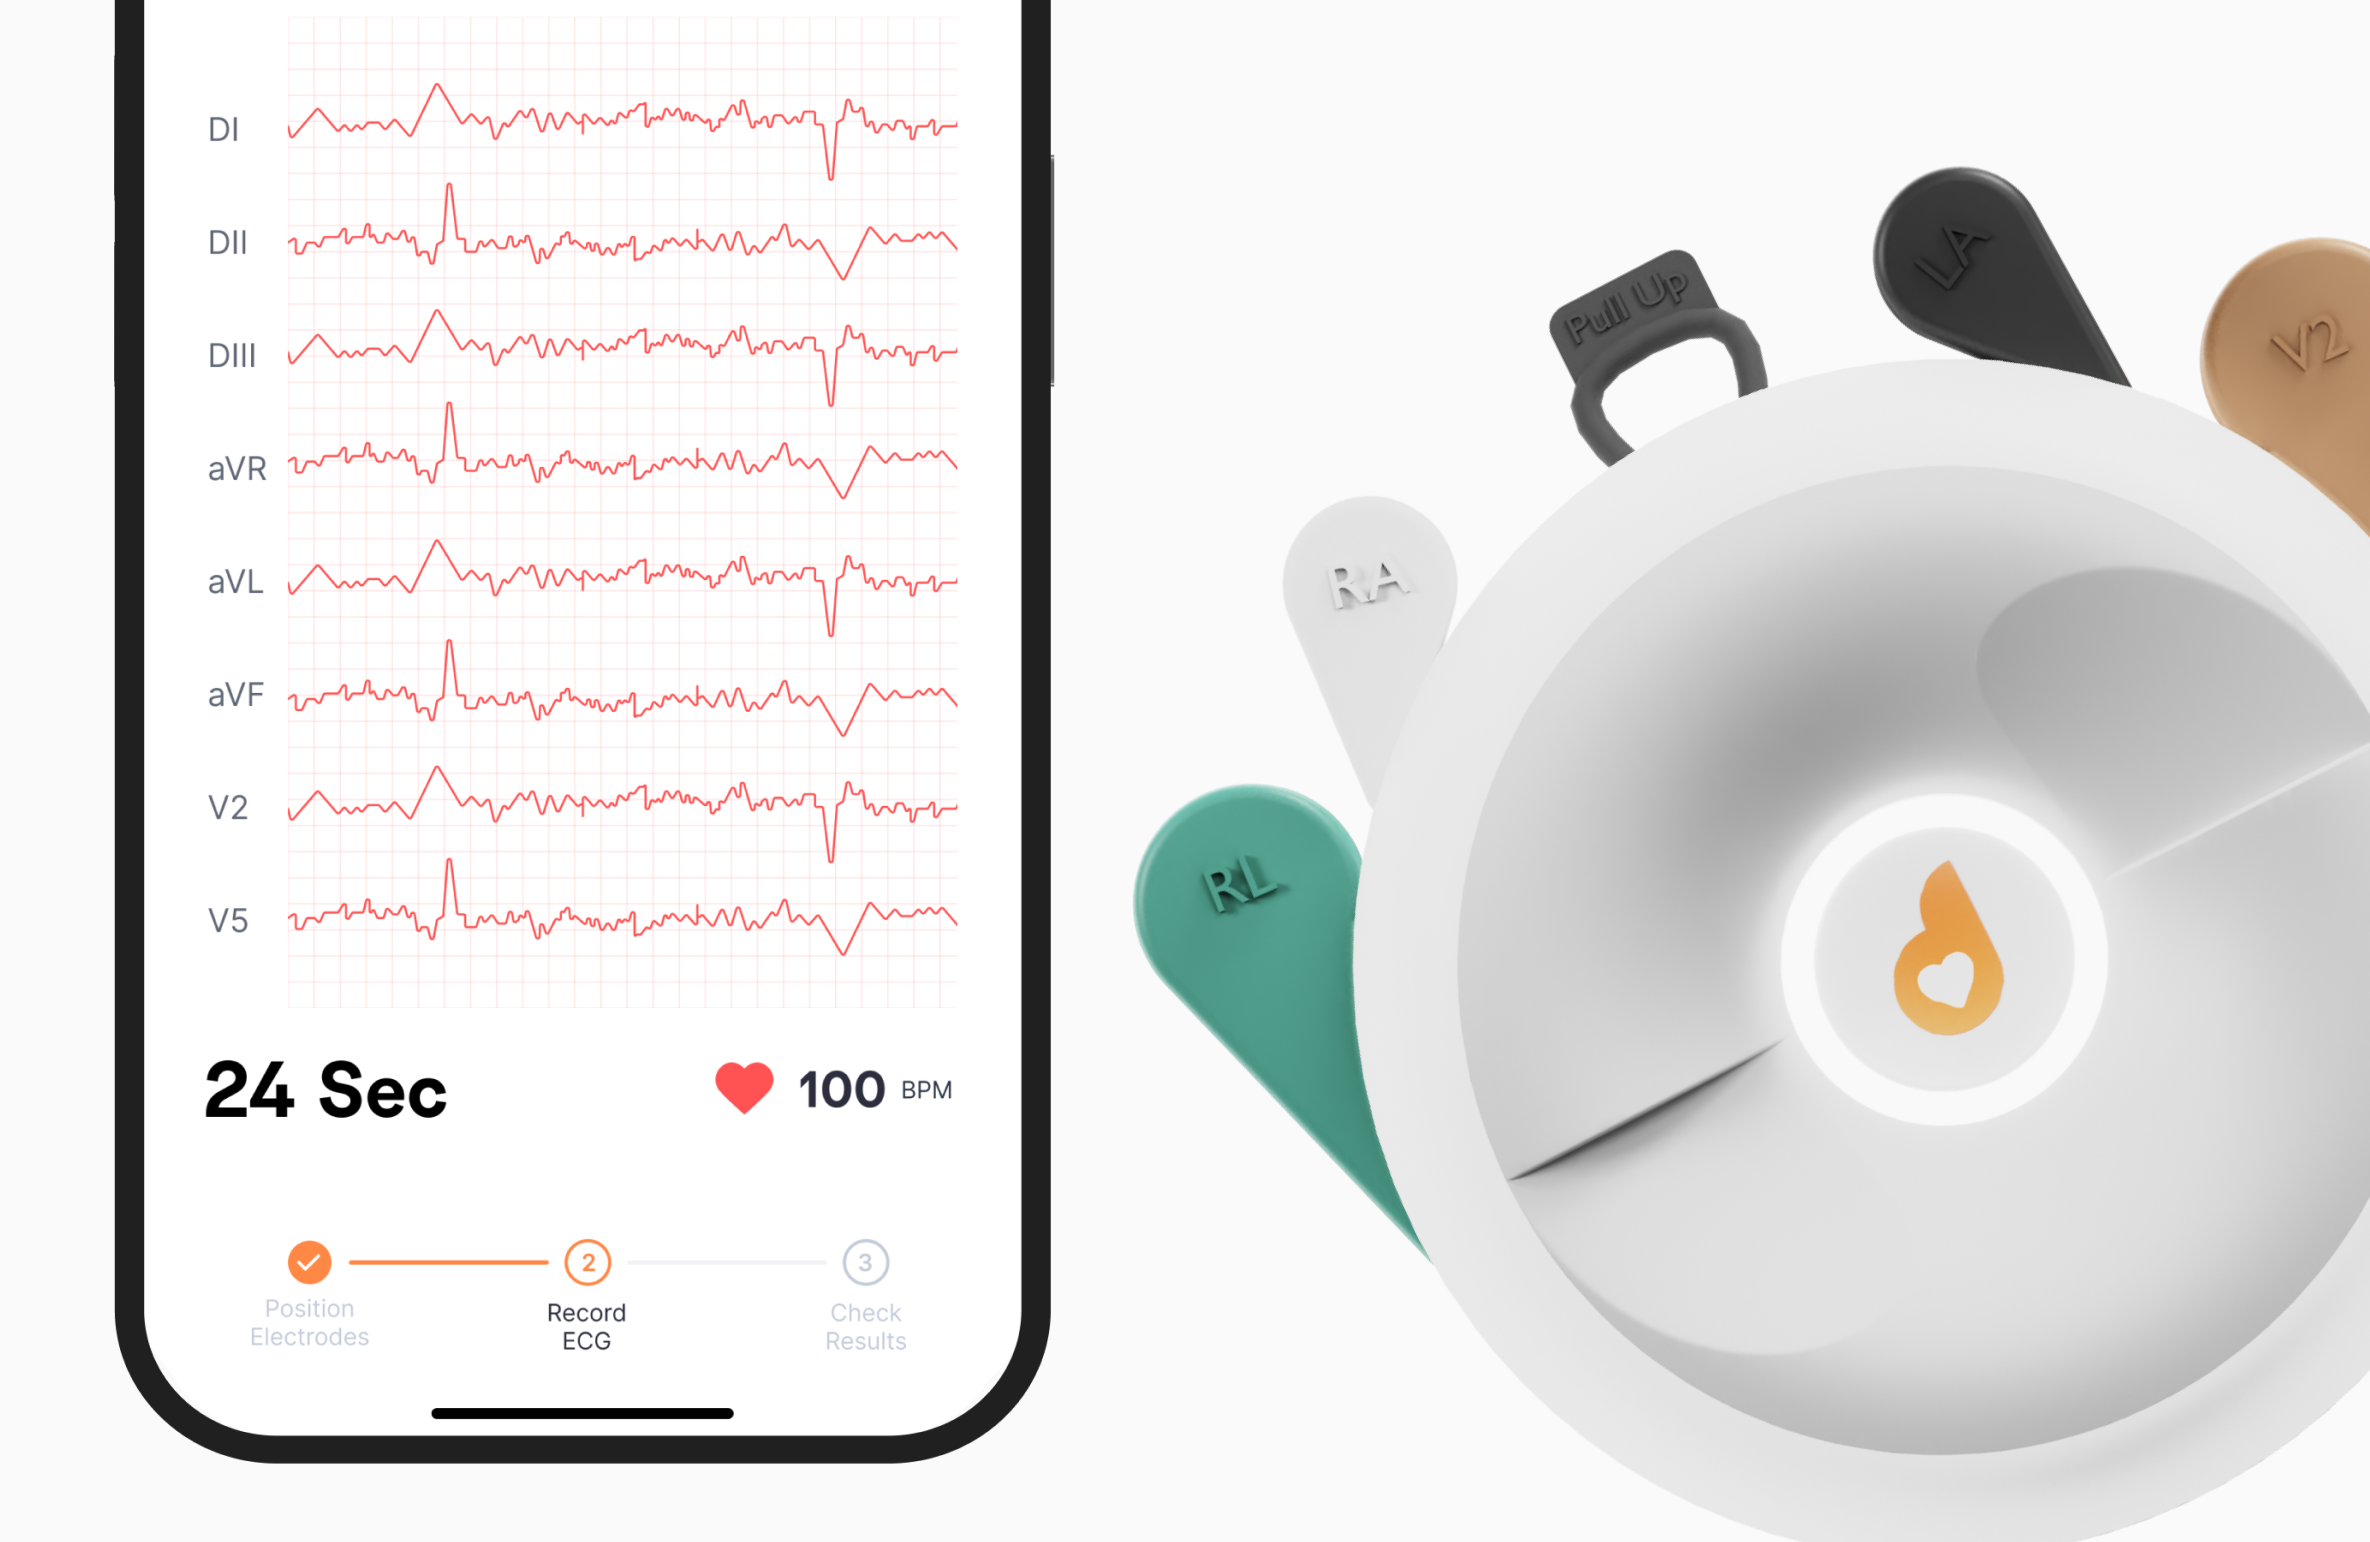 DI
DII
DIII
aVR
aVL
aVF
V2
V5
24 Sec
100 BPM
2
3
Position
Electrodes
Record
ECG
Check
Results
Pull Up
LA
V2
RA
RL